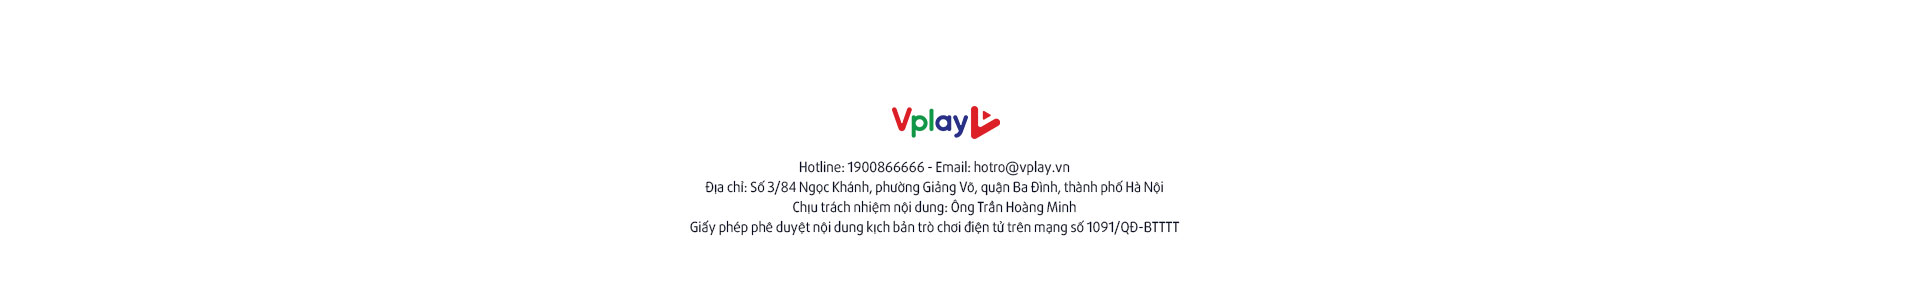 Vplay
Hotline: 1900866666 - Email: hotro@vplay.vn
Địa chỉ: Số 3/84 Ngọc Khánh, phường Giảng Võ, quận Ba Đình, thành phố Hà Nội
Chịu trách nhiệm nội dung: Ông Trần Hoàng Minh
Giấy phép phê duyệt nội dung kịch bản trò chơi điện tử trên mạng số 1091/QĐ-BTTTT